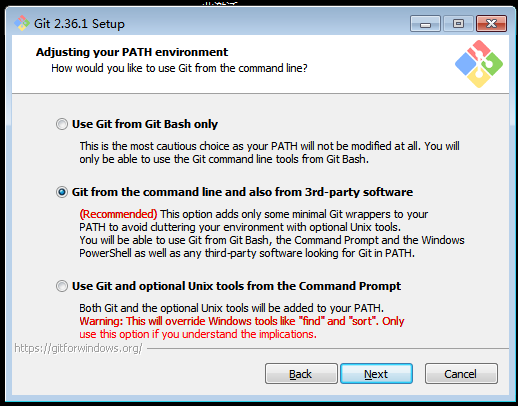 Git 2.36.1 Setup
Adjusting your PATH environment
How would you like to use Git from the command line?
Use Git from Git Bash only
This is the most cautious choice as your PATH will not be modified at all. You will
only be able to use the Git command line tools from Git Bash.
Git from the command line and also from 3rd-party software
(Recommended) This option adds only some minimal Git wrappers to your
PATH to avoid cluttering your environment with optional Unix tools.
You will be able to use Git from Git Bash, the Command Prompt and the Windows
PowerShell as well as any third-party software looking for Git in PATH.
Use Git and optional Unix tools from the Command Prompt
Both Git and the optional Unix tools will be added to your PATH.
Warning: This will override Windows tools like "find" and "sort". Only
use this option if you understand the implications.
https://gitforwindows.org/
Back
Next
Cancel